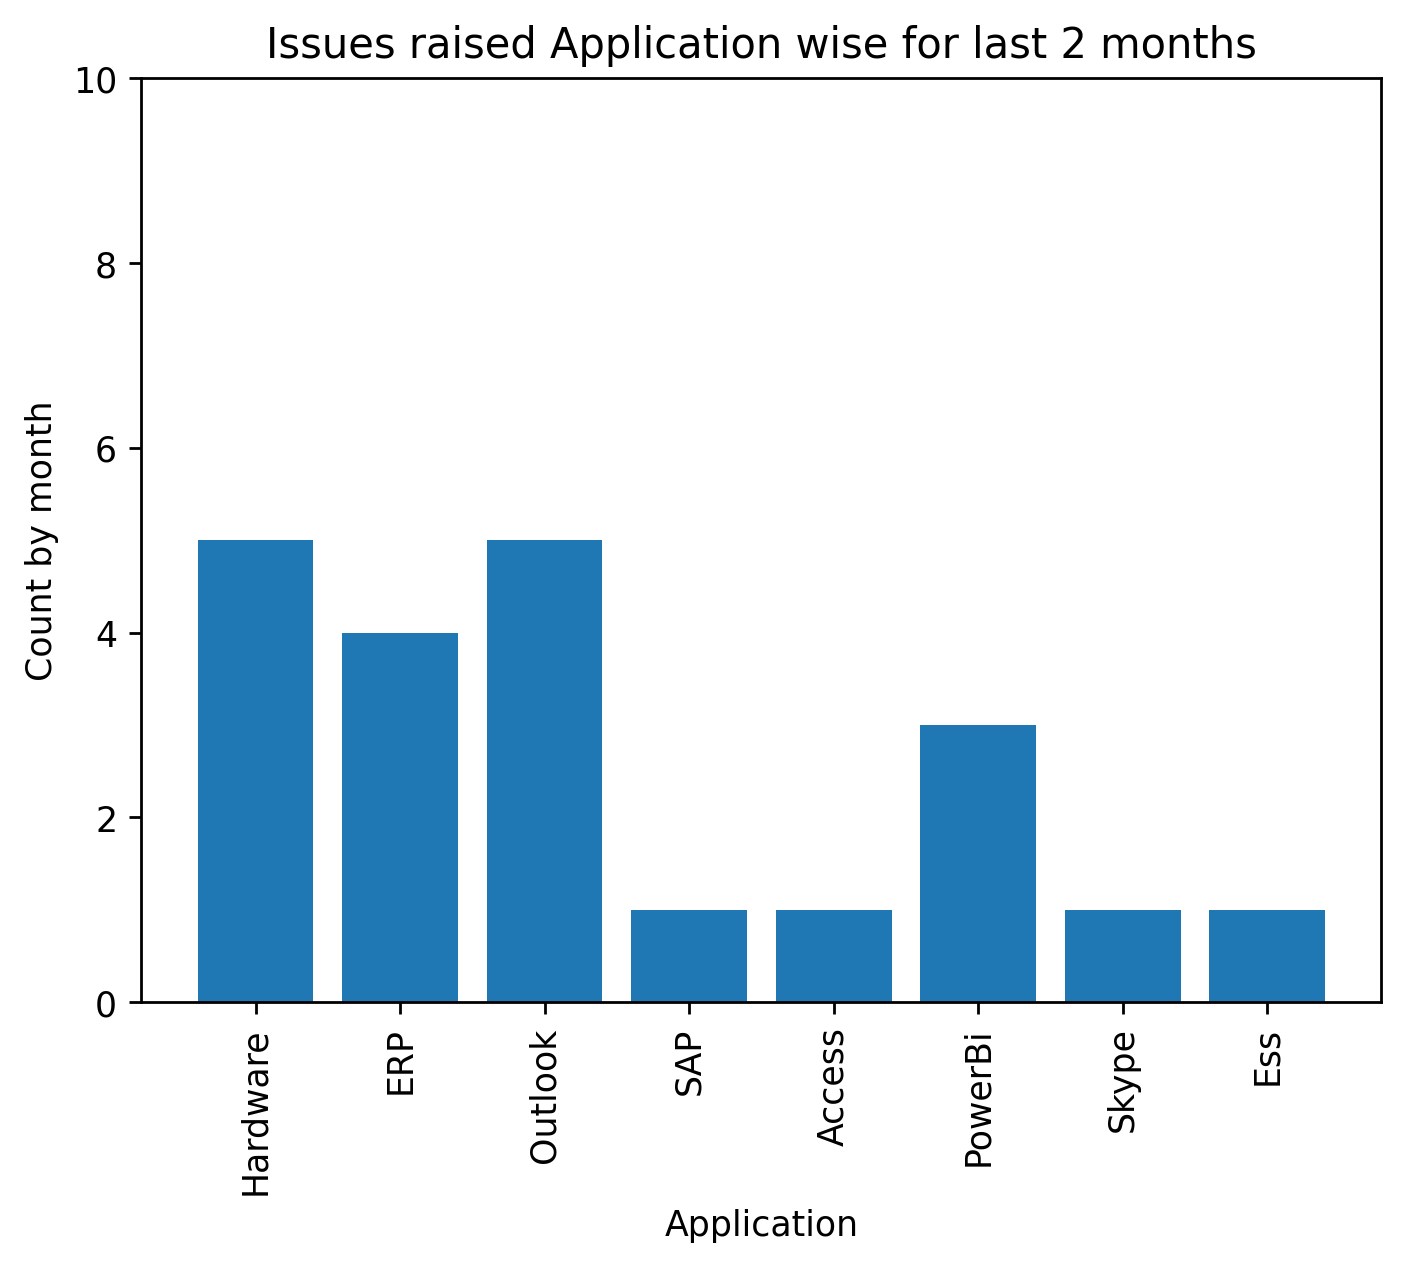 Issues raised Application wise for last 2 months
10
8
6
4
2
0
Count by month
Hardware
ERP
Outlook
SAP
Access
PowerBi
Skype
Ess
Application